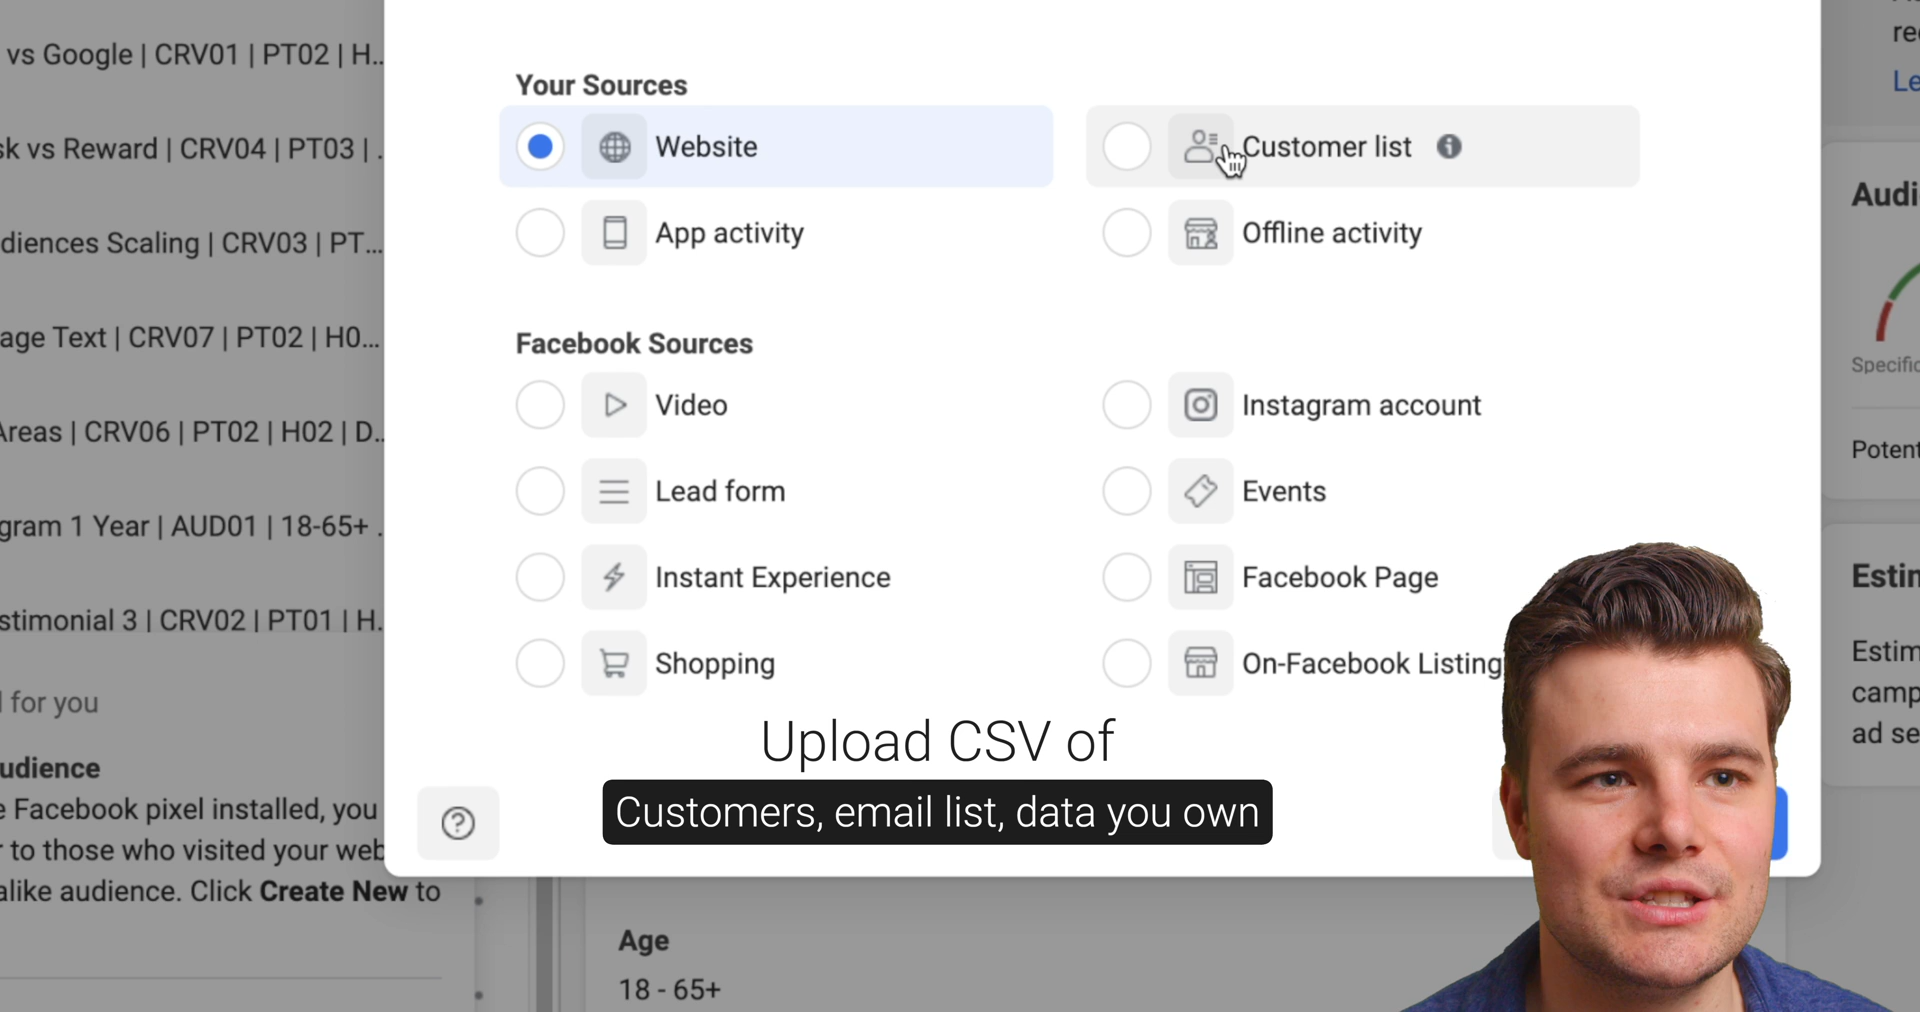 vs Google | CRV01 | PT02 | H...
sk vs Reward | CRV04 | PT03 | .
diences Scaling | CRV03 | PT...
age Text | CRV07 | PT02 | H0...
Areas | CRV06 | PT02 | H02 | D..
gram 1 Year | AUD01 | 18-65+ .
stimonial 3 | CRV02 | PT01 | H.
for you
udience
e Facebook pixel installed, you
r to those who visited your web
alike audience. Click Create New to
Your Sources
Website
Customer list
App activity
Offline activity
Facebook Sources
Video
Instagram account
Lead form
Events
Instant Experience
Facebook Page
Shopping
On-Facebook Listing
Upload CSV of
Customers, email list, data you own
Age
18 - 65+
re
Le
Audi
Specific
Potent
Estim
Estim
camp
ad se